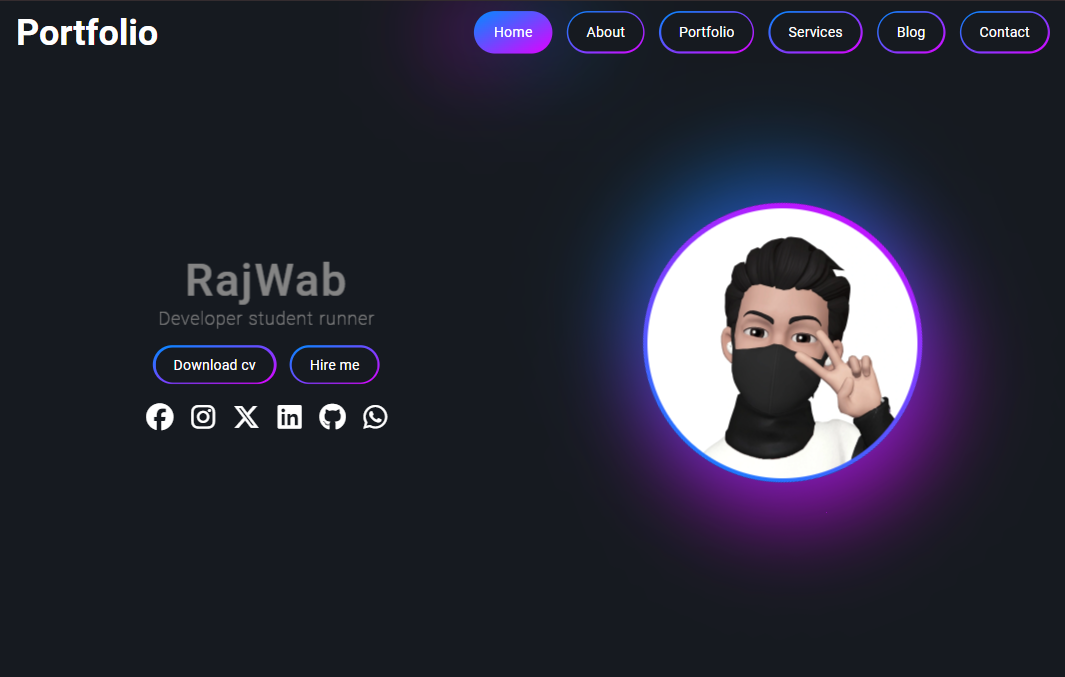 Portfolio
Home About Portfolio Services Blog Contact
RajWab
Developer student runner
Download cv Hire me